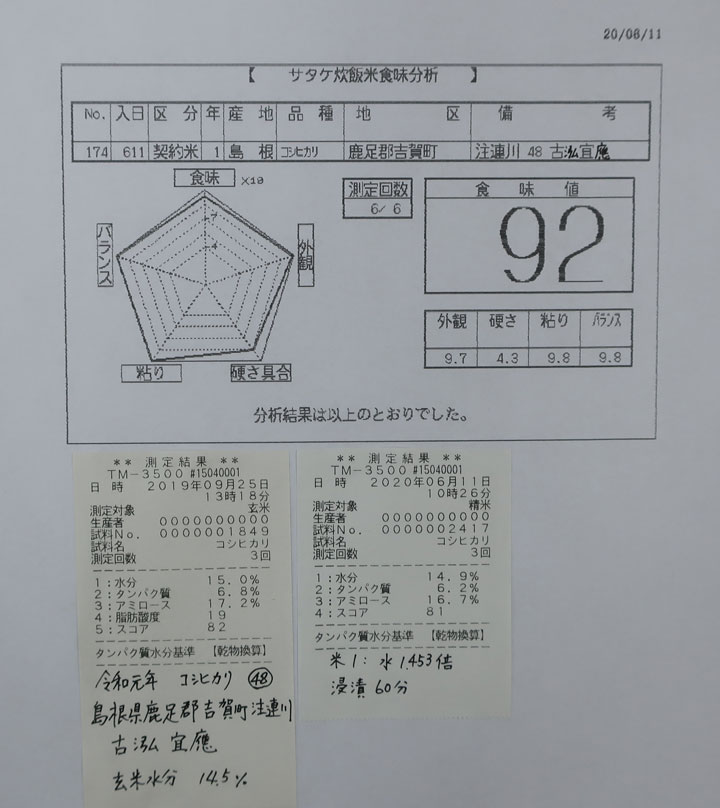 20/08/11
【 サタケ炊飯米食味分析 】
No. 入日 区分 年 産地 品種 地区 備考
174 611 契約米 1 島根 コシヒカリ 鹿足郡吉賀町 注連川 48 古泓宜應
食味 ×10
7
4
外観
硬さ具合
粘り
バランス
測定回数
6/ 6
食味値
92
外観 硬さ 粘り バランス
9.7 4.3 9.8 9.8
分析結果は以上のとおりでした。
** 測定結果 **
TM-3500 #15040001
日 時 2019年09月25日
13時18分
測定対象 玄米
生産者 0000000000
試料No. 0000001849
試料名 コシヒカリ
測定回数 3回
1:水分 15.0%
2:タンパク質 6.8%
3:アミロース 17.2%
4:脂肪酸度 19
5:スコア 82
タンパク質水分基準 【乾物換算】
令和元年 コシヒカリ ㊽
島根県鹿足郡吉賀町注連川
古泓 宜應
玄米水分 14.5%
** 測定結果 **
TM-3500 #15040001
日 時 2020年06月11日
10時26分
測定対象 精米
生産者 0000000000
試料No. 0000002417
試料名 コシヒカリ
測定回数 3回
1:水分 14.9%
2:タンパク質 6.2%
3:アミロース 16.7%
4:スコア 81
タンパク質水分基準 【乾物換算】
米1: 水1.453倍
浸漬60分